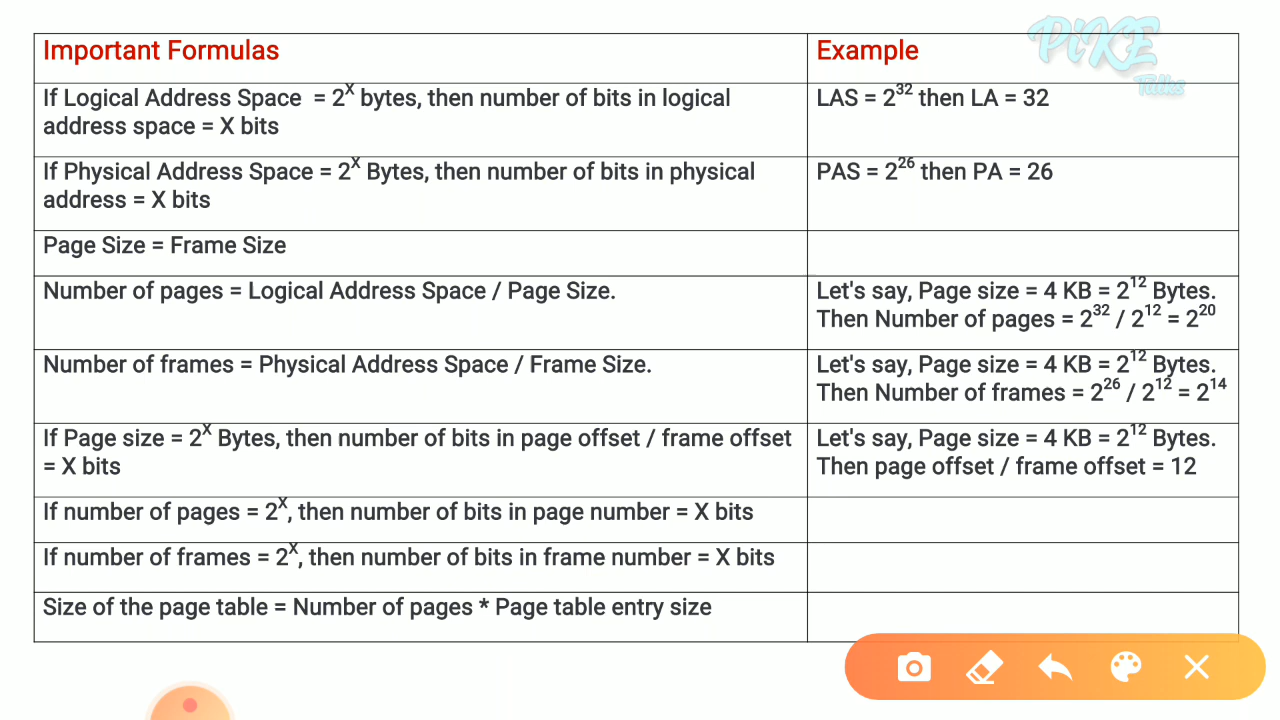 PiKE
Talks
Important Formulas
Example
If Logical Address Space = 2^X bytes, then number of bits in logical
address space = X bits
LAS = 2^32 then LA = 32
If Physical Address Space = 2^X Bytes, then number of bits in physical
address = X bits
PAS = 2^26 then PA = 26
Page Size = Frame Size
Number of pages = Logical Address Space / Page Size.
Let's say, Page size = 4 KB = 2^12 Bytes.
Then Number of pages = 2^32 / 2^12 = 2^20
Number of frames = Physical Address Space / Frame Size.
Let's say, Page size = 4 KB = 2^12 Bytes.
Then Number of frames = 2^26 / 2^12 = 2^14
If Page size = 2^X Bytes, then number of bits in page offset / frame offset
= X bits
Let's say, Page size = 4 KB = 2^12 Bytes.
Then page offset / frame offset = 12
If number of pages = 2^X, then number of bits in page number = X bits
If number of frames = 2^X, then number of bits in frame number = X bits
Size of the page table = Number of pages * Page table entry size